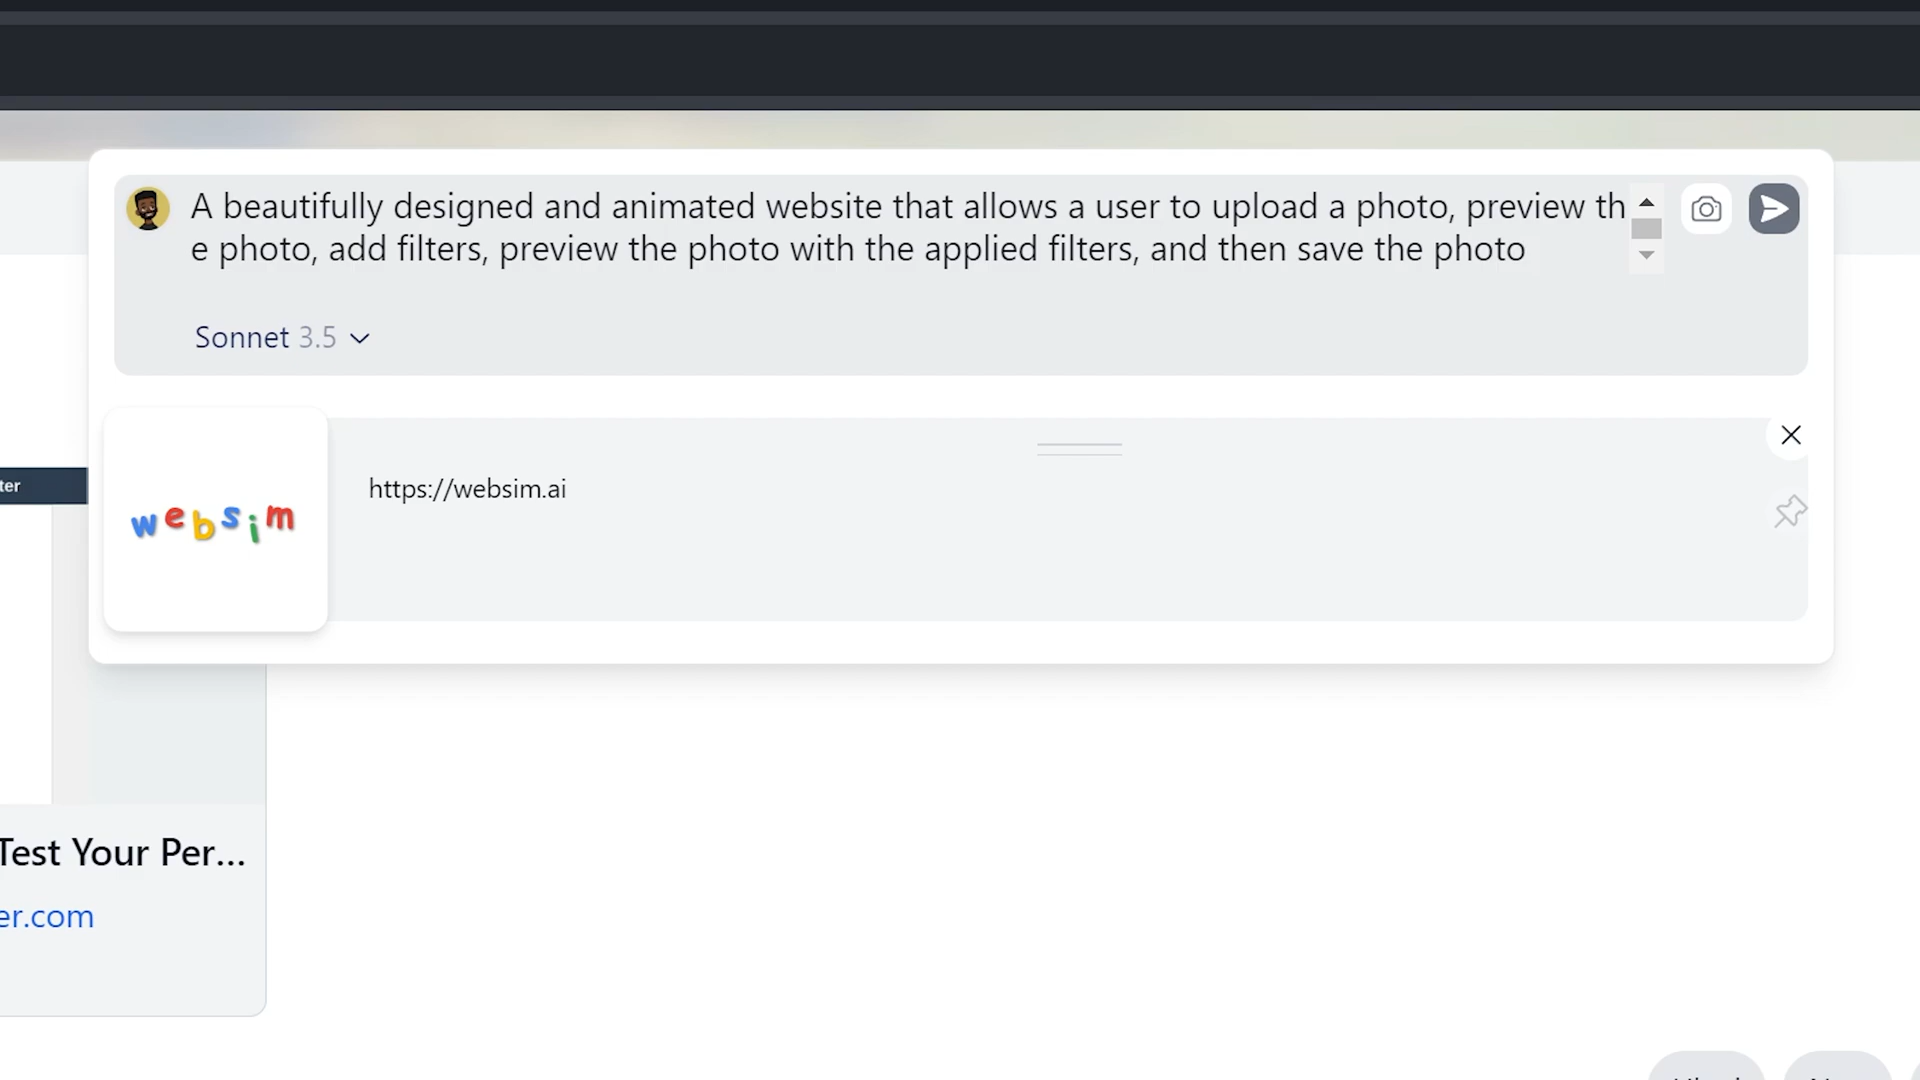 A beautifully designed and animated website that allows a user to upload a photo, preview th
e photo, add filters, preview the photo with the applied filters, and then save the photo
Sonnet 3.5
websim
https://websim.ai
ter
Test Your Per...
er.com